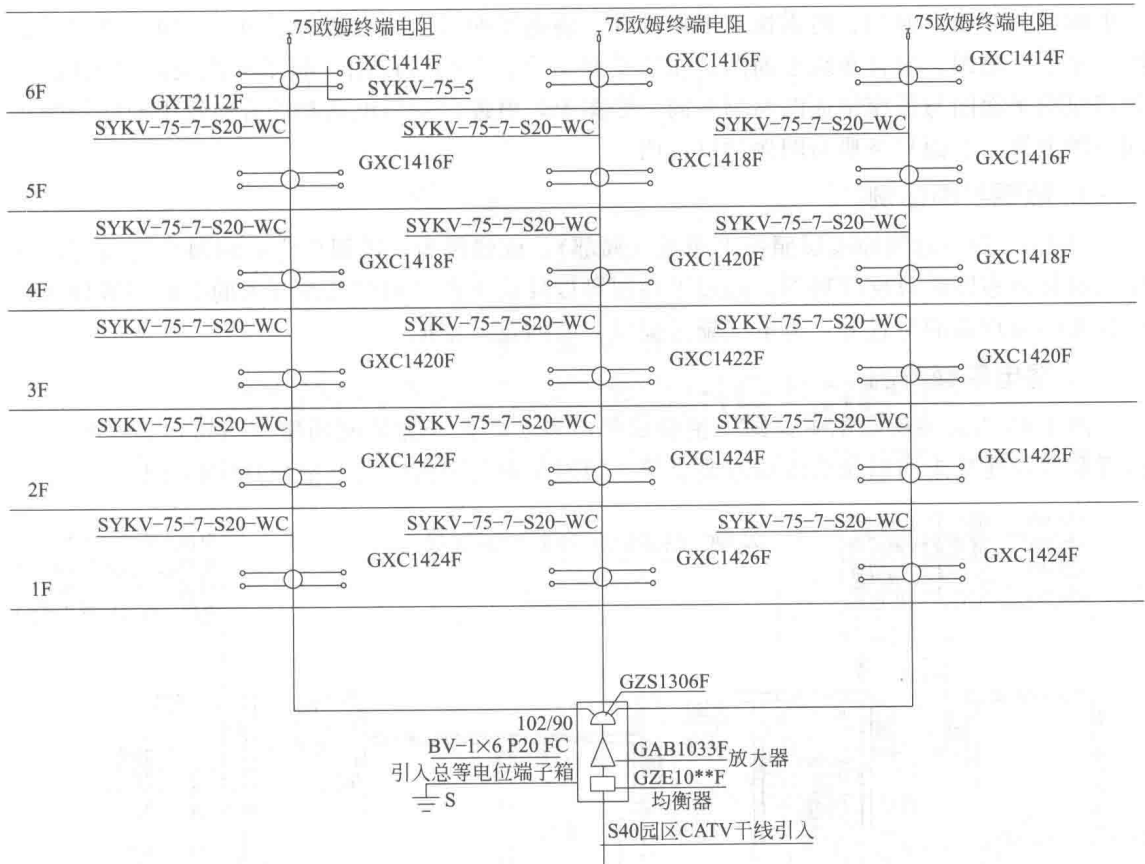 75欧姆终端电阻 75欧姆终端电阻 75欧姆终端电阻
GXC1414F GXC1416F GXC1414F
6F SYKV-75-5
GXT2112F
SYKV-75-7-S20-WC SYKV-75-7-S20-WC SYKV-75-7-S20-WC
GXC1416F GXC1418F GXC1416F
5F
SYKV-75-7-S20-WC SYKV-75-7-S20-WC SYKV-75-7-S20-WC
GXC1418F GXC1420F GXC1418F
4F
SYKV-75-7-S20-WC SYKV-75-7-S20-WC SYKV-75-7-S20-WC
GXC1420F GXC1422F GXC1420F
3F
SYKV-75-7-S20-WC SYKV-75-7-S20-WC SYKV-75-7-S20-WC
GXC1422F GXC1424F GXC1422F
2F
SYKV-75-7-S20-WC SYKV-75-7-S20-WC SYKV-75-7-S20-WC
GXC1424F GXC1426F GXC1424F
1F
GZS1306F
102/90
BV-1×6 P20 FC GAB1033F 放大器
引入总等电位端子箱 GZE10**F
S 均衡器
S40园区CATV干线引入